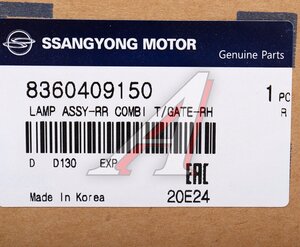 SSANGYONG MOTOR
Genuine Parts
8360409150 1 PC
LAMP ASSY-RR COMBI T/GATE-RH R
D D130 EXP EAC
Made In Korea 20E24